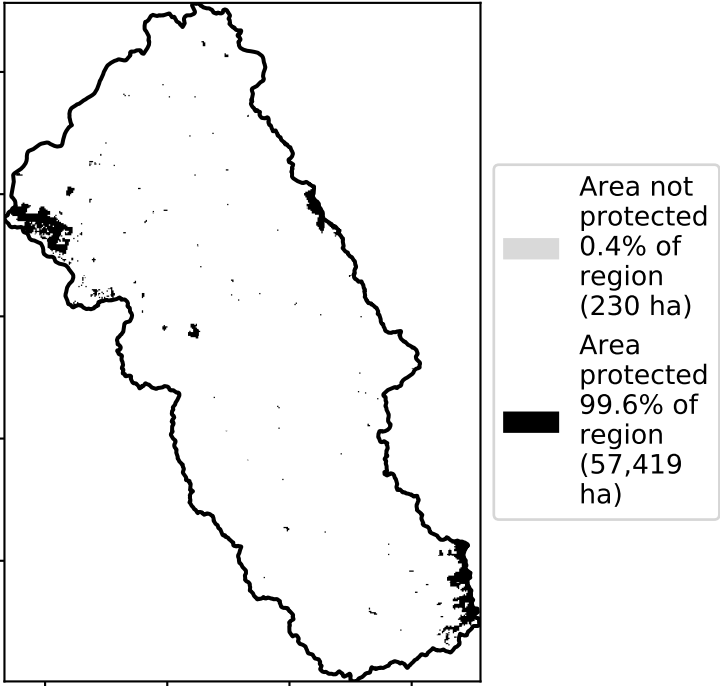 Area not
protected
0.4% of
region
(230 ha)
Area
protected
99.6% of
region
(57,419
ha)